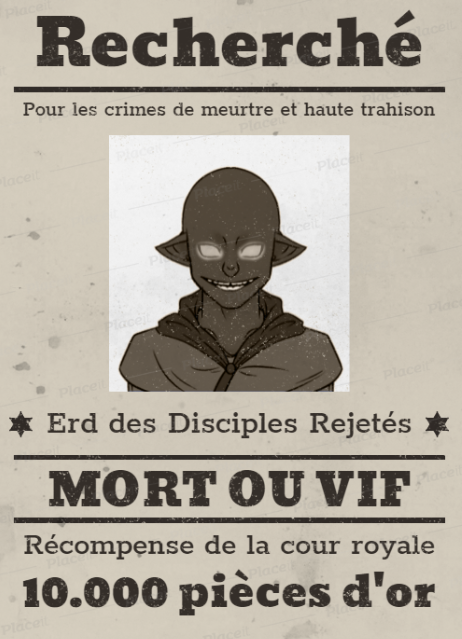 Recherché
Pour les crimes de meurtre et haute trahison
Erd des Disciples Rejetés
MORT OU VIF
Récompense de la cour royale
10.000 pièces d'or